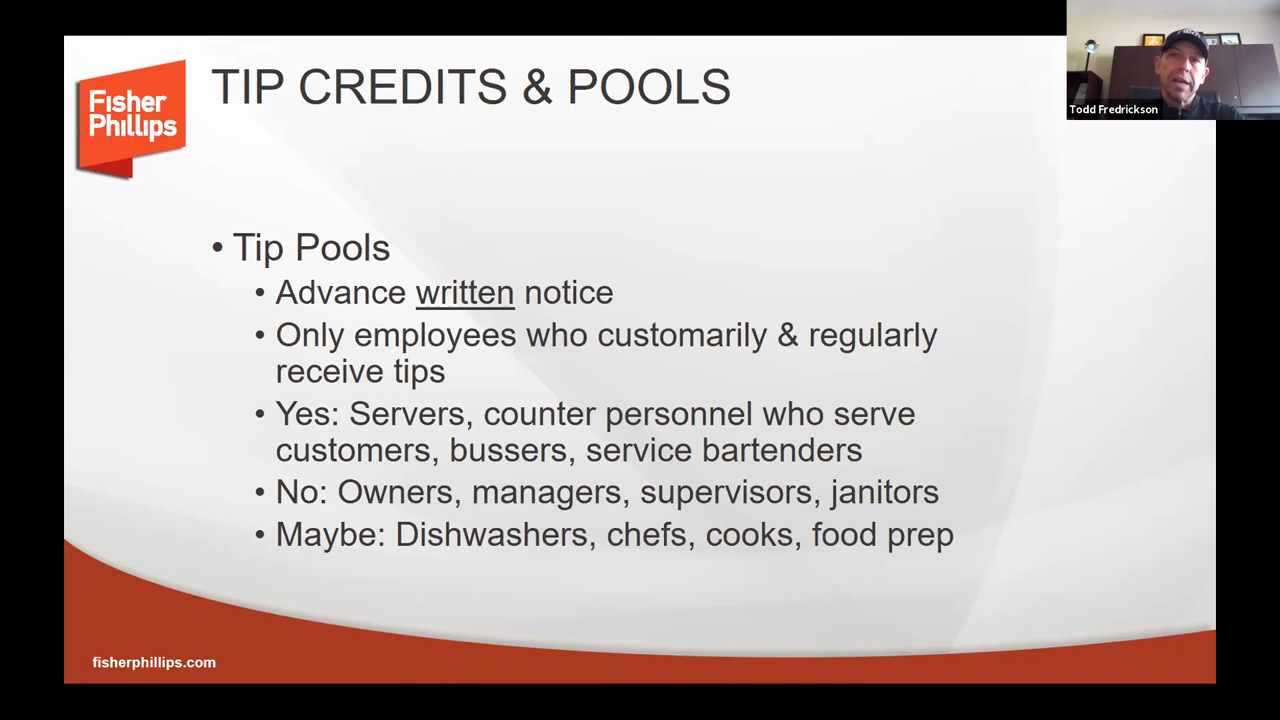 Fisher
Phillips
TIP CREDITS & POOLS
Todd Fredrickson
• Tip Pools
• Advance written notice
• Only employees who customarily & regularly
receive tips
• Yes: Servers, counter personnel who serve
customers, bussers, service bartenders
• No: Owners, managers, supervisors, janitors
• Maybe: Dishwashers, chefs, cooks, food prep
fisherphillips.com